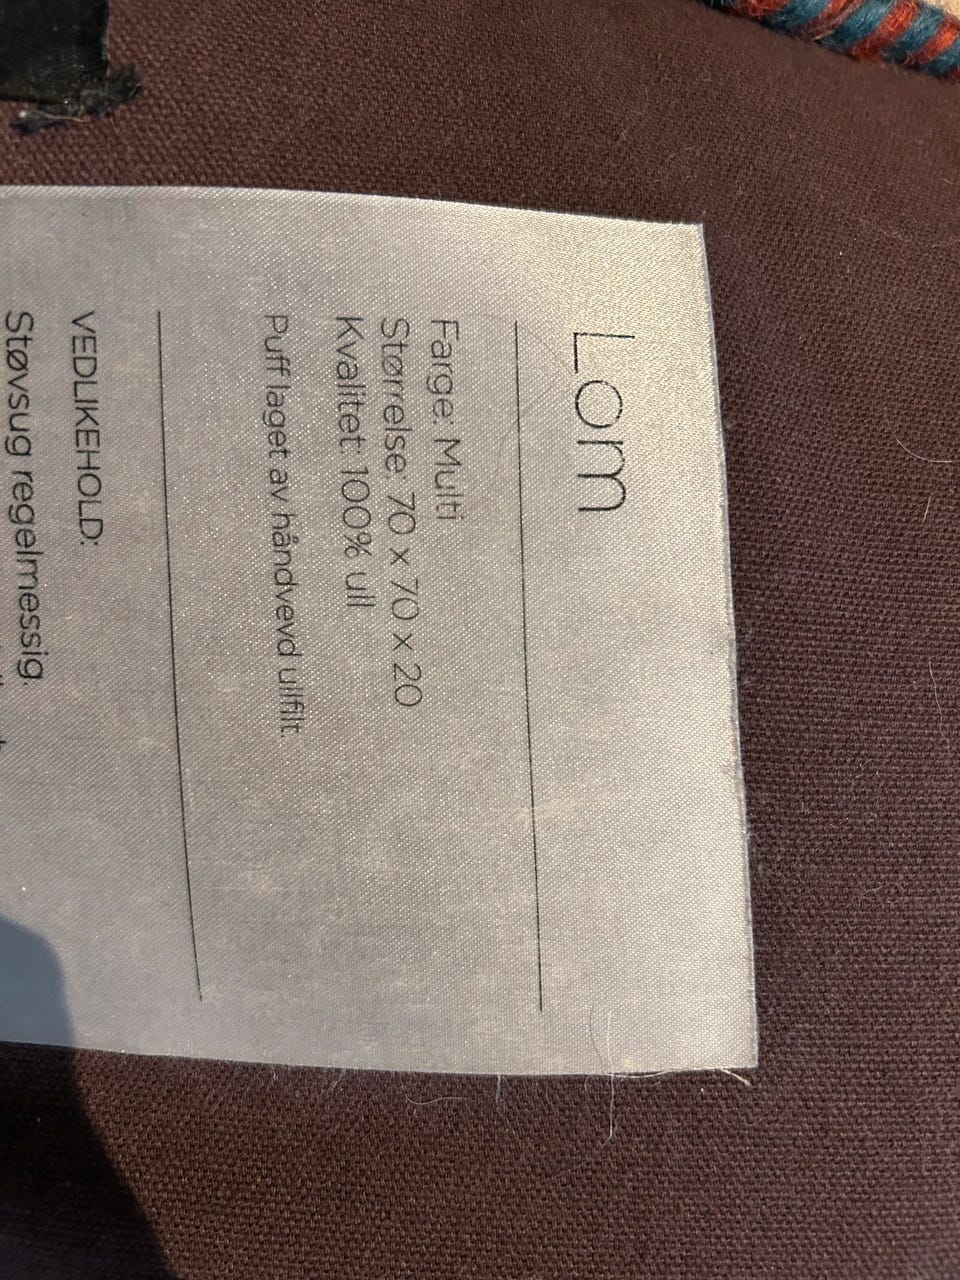 Lom
Farge: Multi
Størrelse: 70 x 70 x 20
Kvalitet: 100% ull
Puff laget av håndvevd ullfilt.
VEDLIKEHOLD:
Støvsug regelmessig.